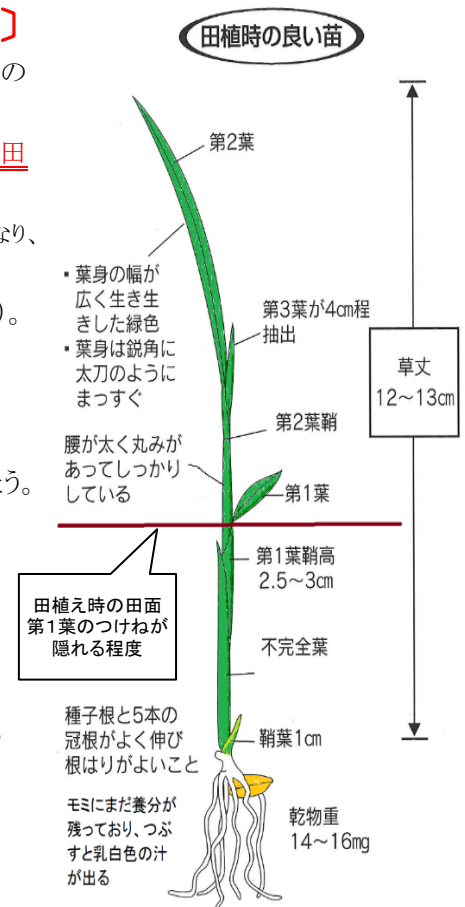 〕
田植時の良い苗
の
田
なり、
)。
う。
第2葉
・葉身の幅が
広く生き生
きした緑色
・葉身は鋭角に
太刀のように
まっすぐ
第3葉が4cm程
抽出
草丈
12～13cm
第2葉鞘
腰が太く丸みが
あってしっかり
している
第1葉
第1葉鞘高
2.5～3cm
田植え時の田面
第1葉のつけねが
隠れる程度
不完全葉
種子根と5本の
冠根がよく伸び
根はりがよいこと
鞘葉1cm
モミにまだ養分が
残っており、つぶ
すと乳白色の汁
が出る
乾物重
14～16mg